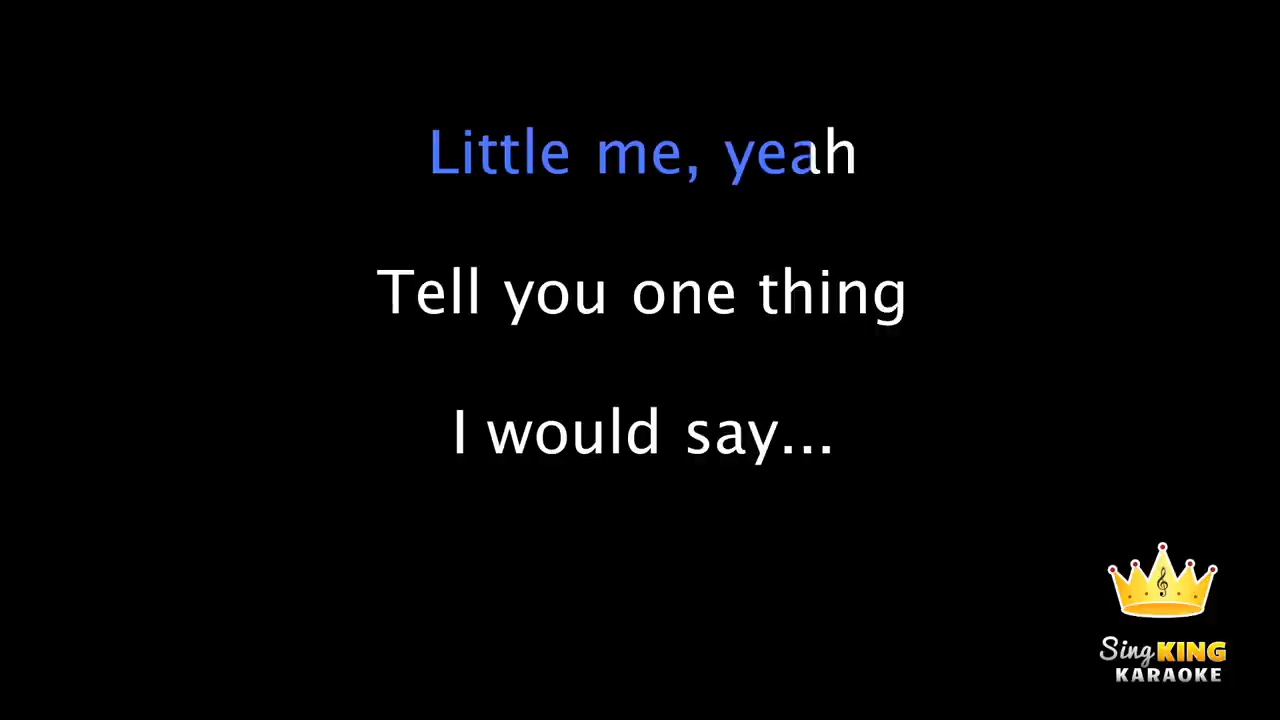 Little me, yeah
Tell you one thing
I would say...
Sing KING
KARAOKE